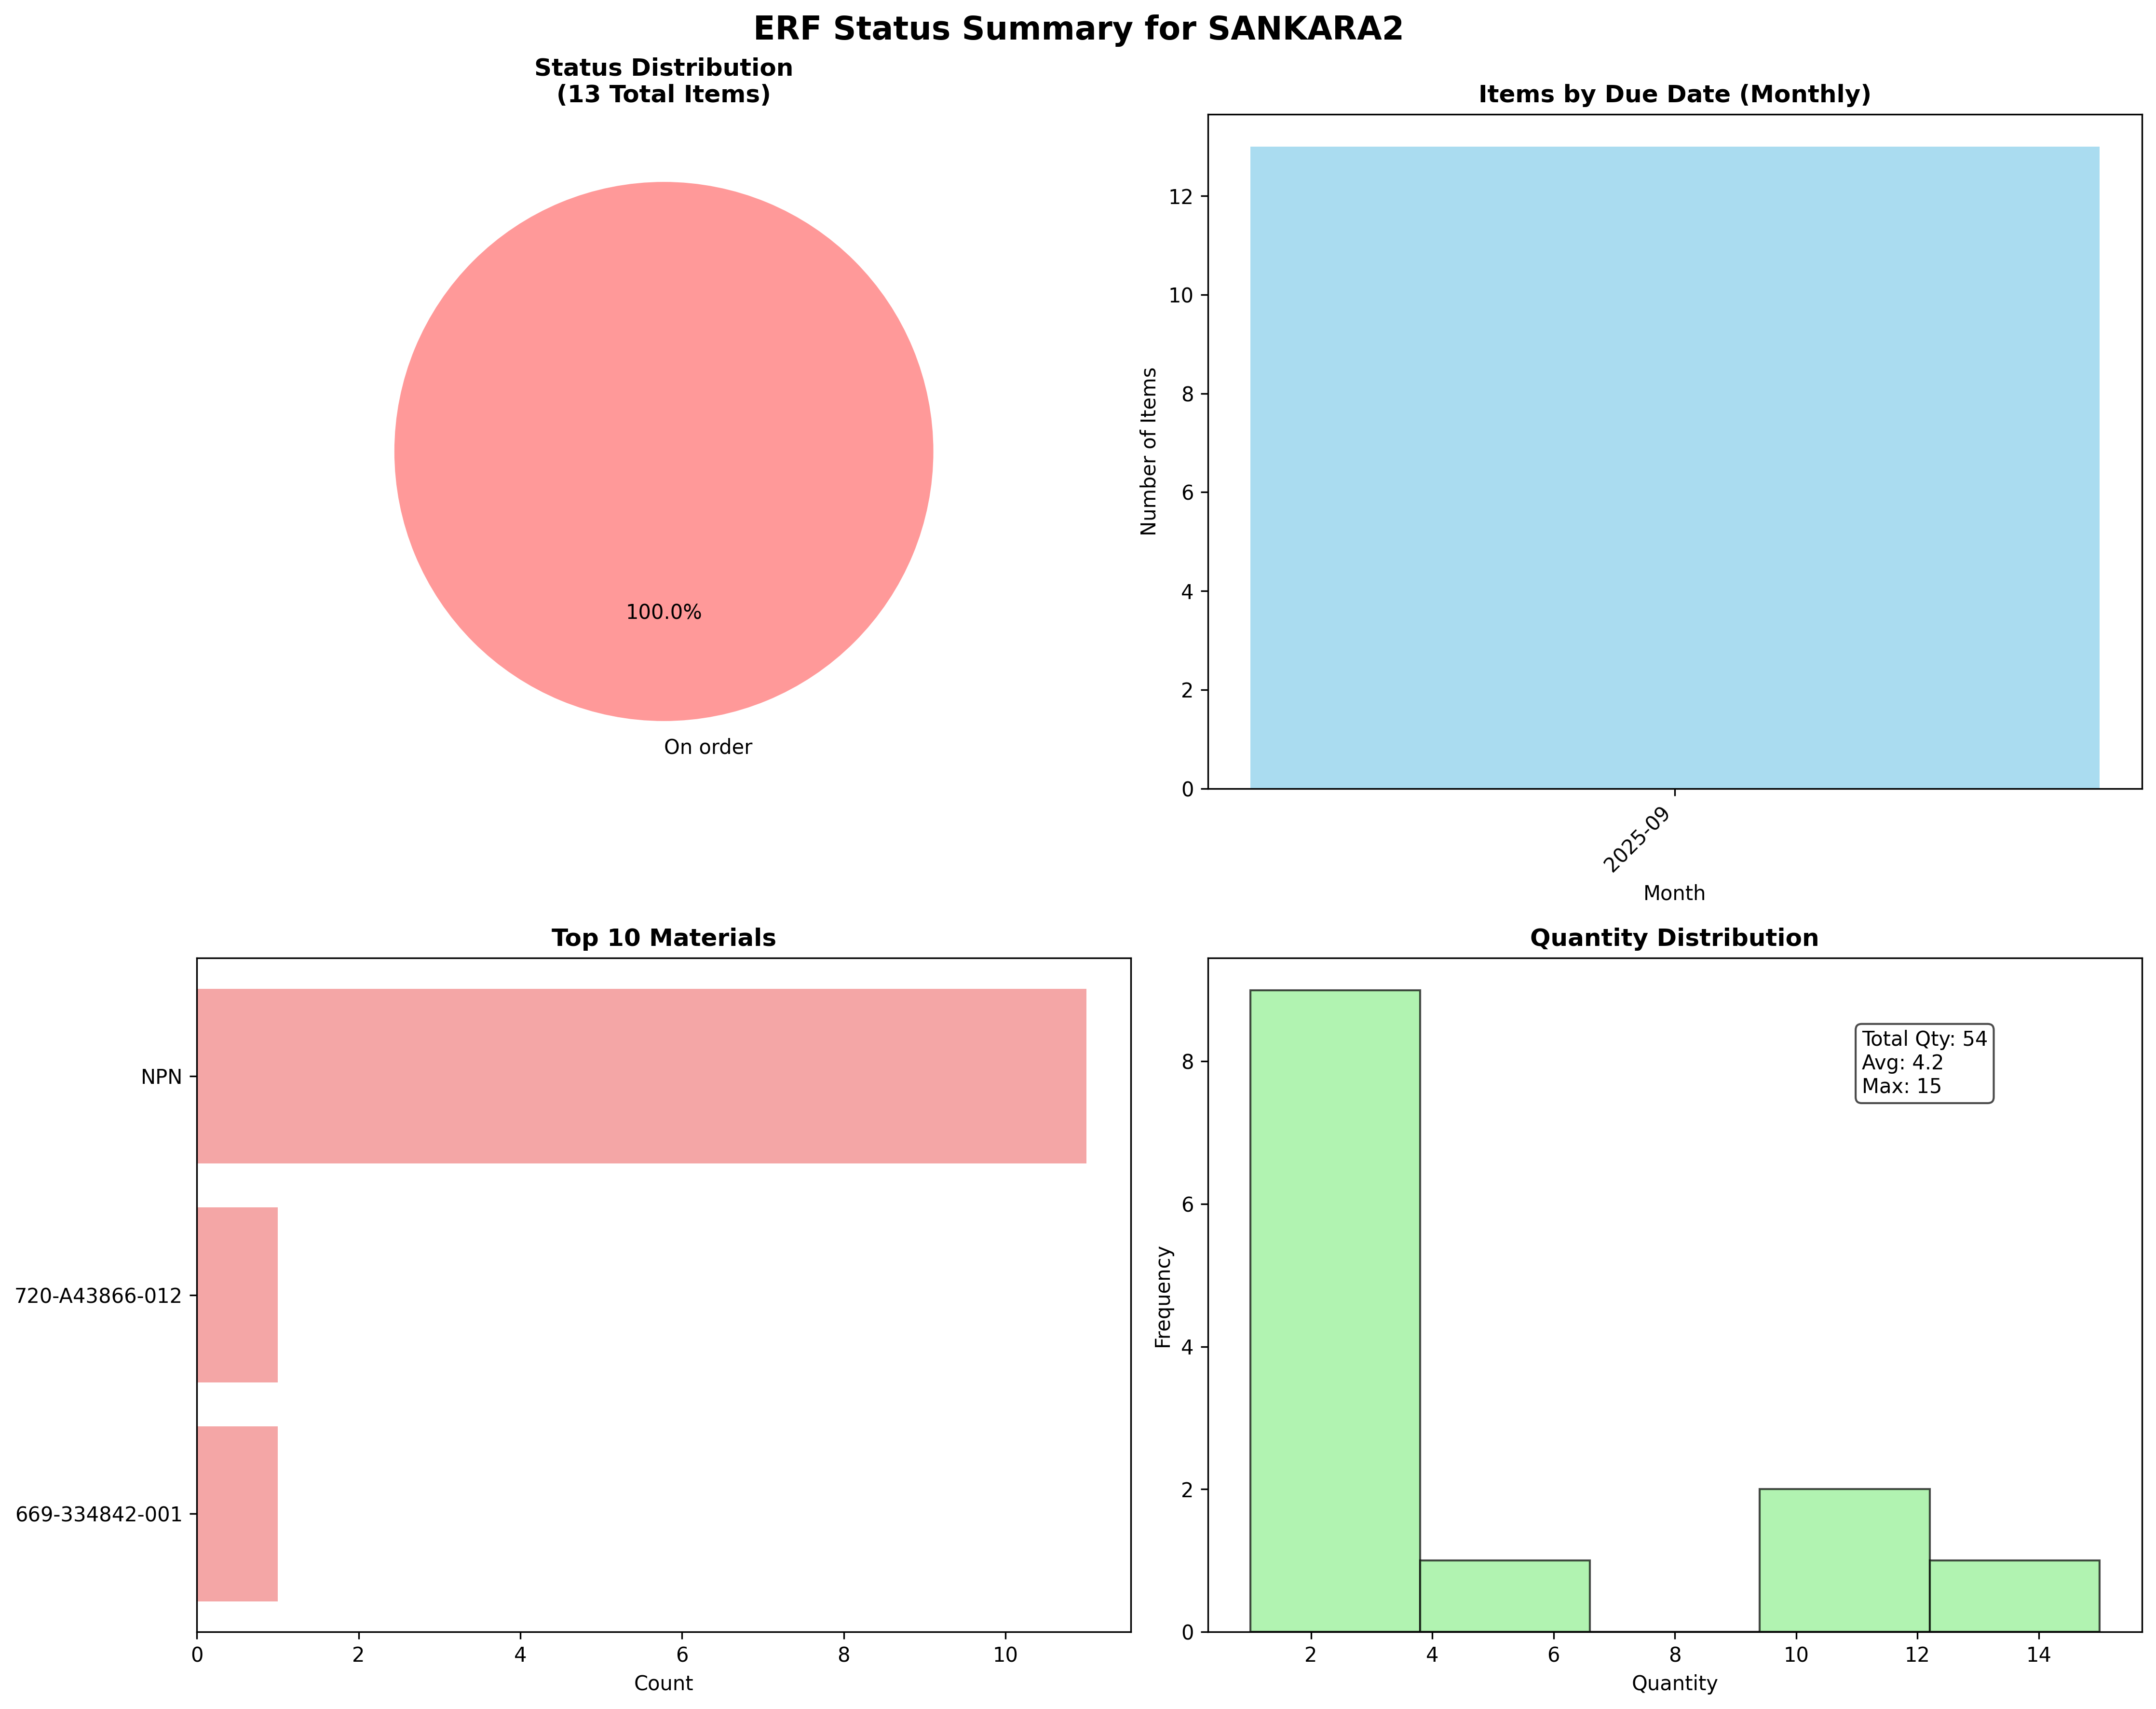 ERF Status Summary for SANKARA2
Status Distribution
(13 Total Items)
100.0%
On order
Items by Due Date (Monthly)
Number of Items
12
10
8
6
4
2
0
2025-09
Month
Top 10 Materials
NPN
720-A43866-012
669-334842-001
0 2 4 6 8 10
Count
Quantity Distribution
Total Qty: 54
Avg: 4.2
Max: 15
Frequency
8
6
4
2
0
2 4 6 8 10 12 14
Quantity